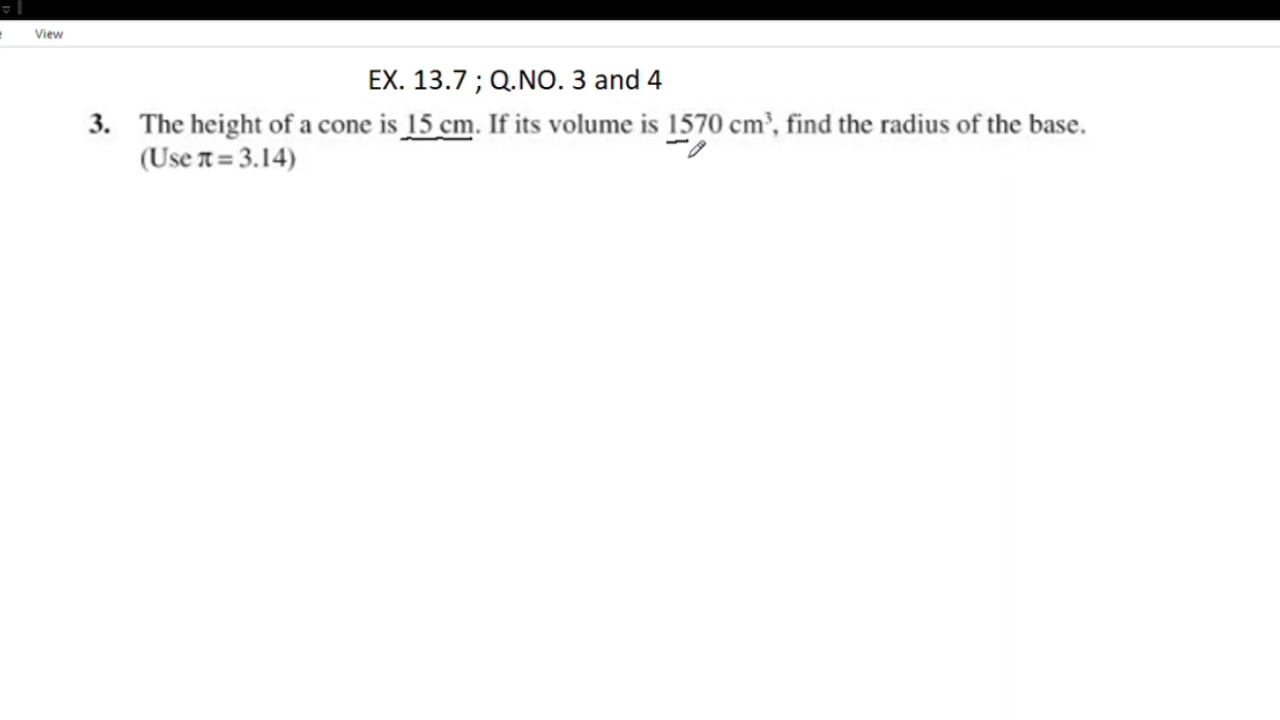 View
EX. 13.7 ; Q.NO. 3 and 4
3. The height of a cone is 15 cm. If its volume is 1570 cm³, find the radius of the base.
(Use π = 3.14)